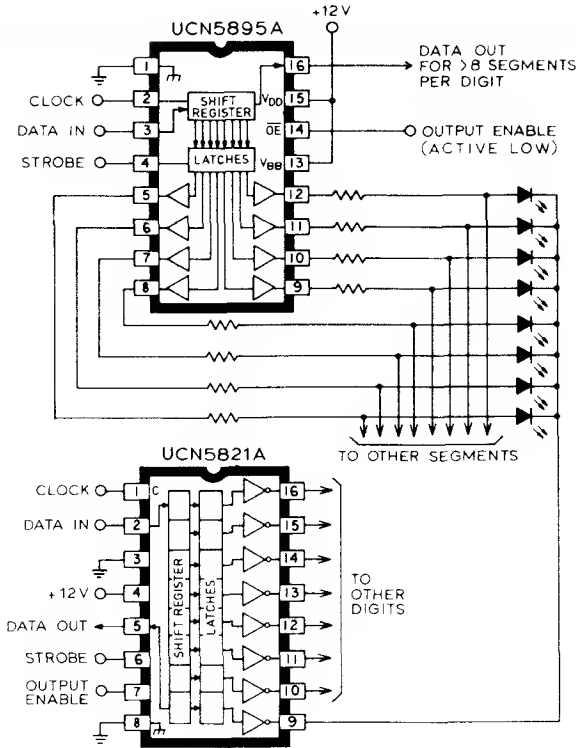 UCN5895A
+12V
1
16
DATA OUT
FOR >8 SEGMENTS
PER DIGIT
CLOCK
2
SHIFT
REGISTER
VDD
15
DATA IN
3
OE
14
OUTPUT ENABLE
(ACTIVE LOW)
STROBE
4
LATCHES
VBB
13
5
12
6
11
7
10
8
9
TO OTHER SEGMENTS
UCN5821A
CLOCK
1
C
16
DATA IN
2
15
3
14
+12V
4
13
DATA OUT
5
12
STROBE
6
11
OUTPUT
ENABLE
7
10
8
9
SHIFT REGISTER
LATCHES
TO
OTHER
DIGITS